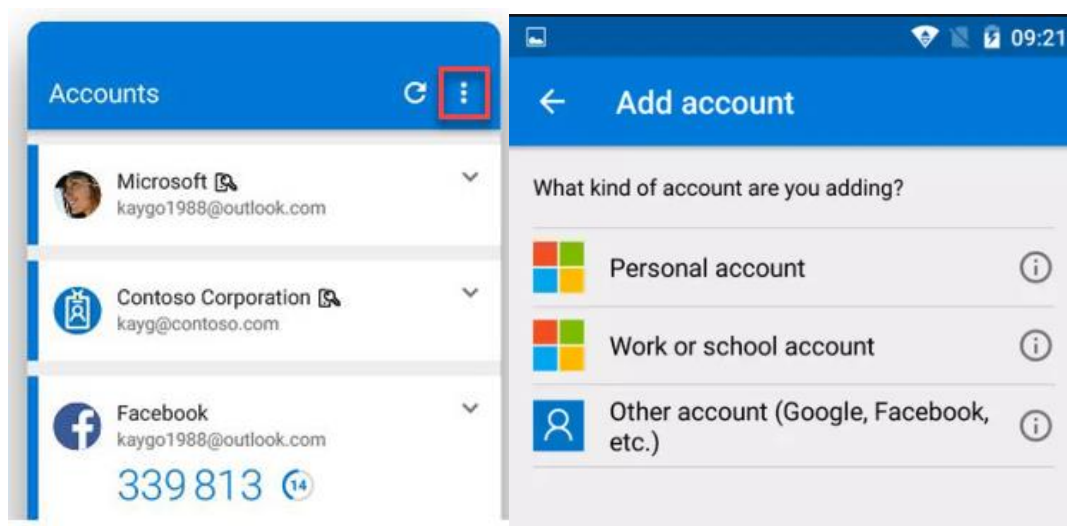 Accounts
Microsoft
kaygo1988@outlook.com
Contoso Corporation
kayg@contoso.com
Facebook
kaygo1988@outlook.com
339 813 14
09:21
Add account
What kind of account are you adding?
Personal account
Work or school account
Other account (Google, Facebook,
etc.)